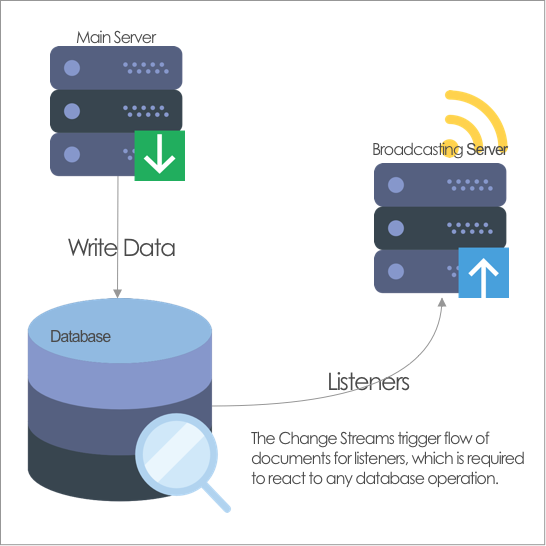 Main Server
Broadcasting Server
Write Data
Database
Listeners
The Change Streams trigger flow of
documents for listeners, which is required
to react to any database operation.